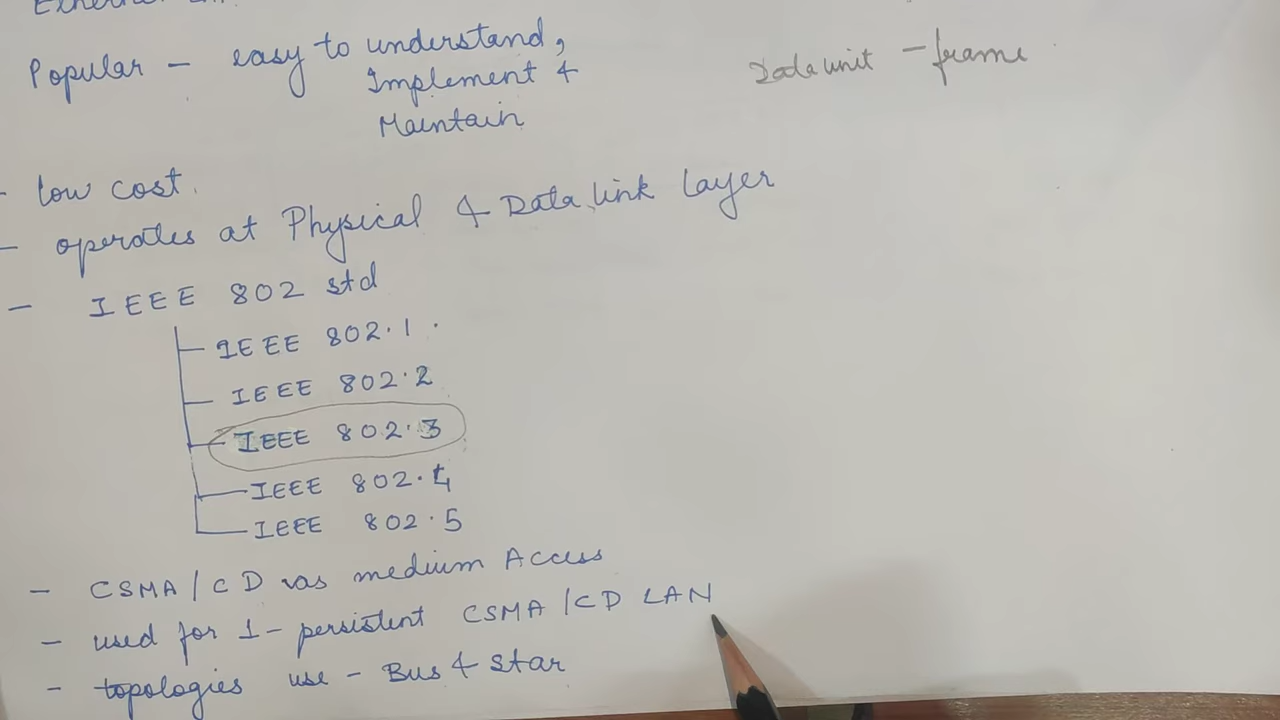 Popular - easy to understand,
Implement &
Maintain
Data unit - frame
- low cost.
- operates at Physical & Data link Layer
- IEEE 802 std
IEEE 802.1
IEEE 802.2
IEEE 802.3
IEEE 802.4
IEEE 802.5
- CSMA/CD as medium Access
- used for 1-persistent CSMA/CD LAN
- topologies use - Bus & star